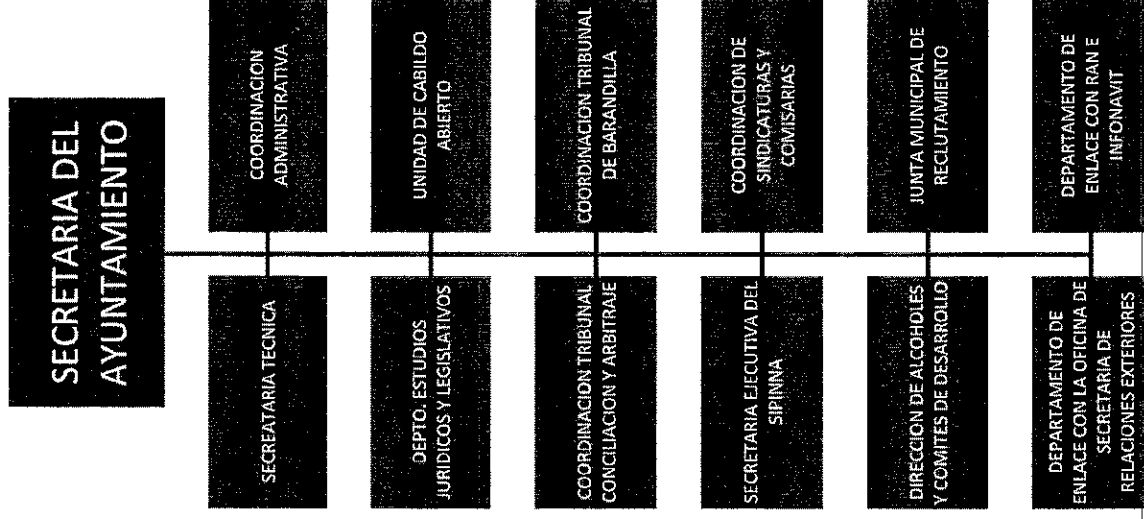 SECRETARIA DEL
AYUNTAMIENTO
SECREATARIA TECNICA
COORDINACION
ADMINISTRATIVA
DEPTO. ESTUDIOS
JURIDICOS Y LEGISLATIVOS
UNIDAD DE CABILDO
ABIERTO
COORDINACION TRIBUNAL
CONCILIACION Y ARBITRAJE
COORDINACION TRIBUNAL
DE BARANDILLA
SECRETARIA EJECUTIVA DEL
SIPINNA
COORDINACION DE
SINDICATURAS Y
COMISARIAS
DIRECCION DE ALCOHOLES
Y COMITES DE DESARROLLO
JUNTA MUNICIPAL DE
RECLUTAMIENTO
DEPARTAMENTO DE
ENLACE CON LA OFICINA DE
SECRETARIA DE
RELACIONES EXTERIORES
DEPARTAMENTO DE
ENLACE CON RAN E
INFONAVIT